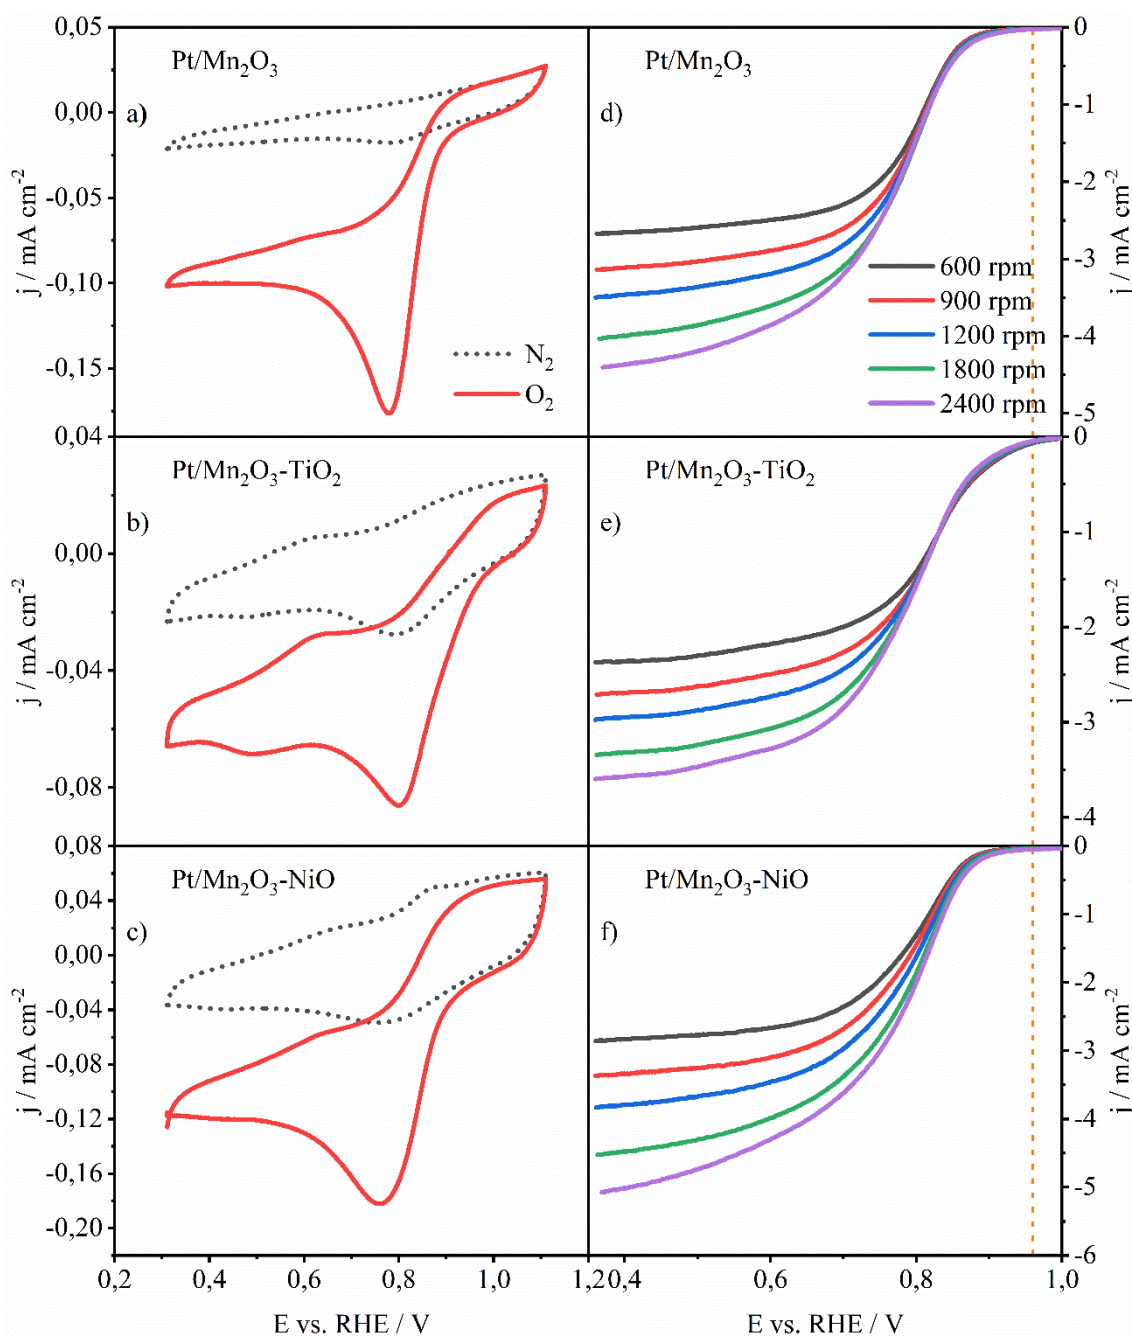 0,05
0,00
-0,05
-0,10
-0,15
j / mA cm⁻²
Pt/Mn₂O₃
a)
N₂
O₂
Pt/Mn₂O₃
d)
600 rpm
900 rpm
1200 rpm
1800 rpm
2400 rpm
0
-1
-2
-3
-4
-5
j / mA cm⁻²
0,04
0,00
-0,04
-0,08
j / mA cm⁻²
Pt/Mn₂O₃-TiO₂
b)
Pt/Mn₂O₃-TiO₂
e)
0
-1
-2
-3
-4
j / mA cm⁻²
0,08
0,04
0,00
-0,04
-0,08
-0,12
-0,16
-0,20
j / mA cm⁻²
Pt/Mn₂O₃-NiO
c)
Pt/Mn₂O₃-NiO
f)
0
-1
-2
-3
-4
-5
-6
j / mA cm⁻²
0,2 0,4 0,6 0,8 1,0 1,2
0,4 0,6 0,8 1,0
E vs. RHE / V
E vs. RHE / V